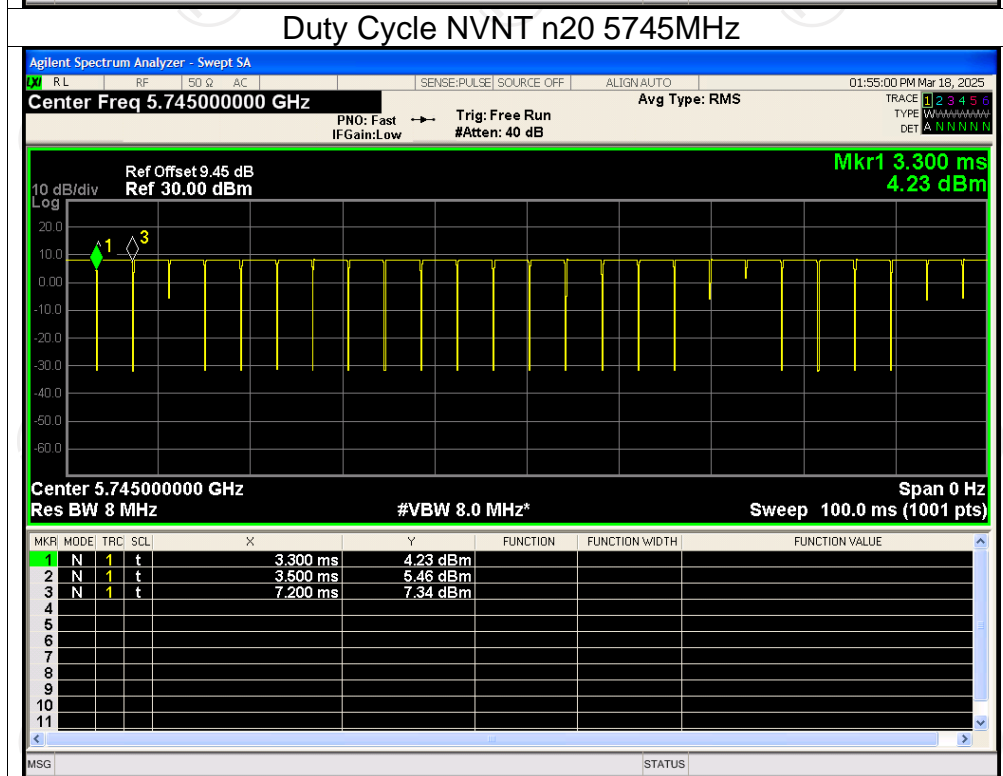 Duty Cycle NVNT n20 5745MHz
Agilent Spectrum Analyzer - Swept SA
LXI RL RF 50 Ω AC SENSE:PULSE SOURCE OFF ALIGN AUTO 01:55:00 PM Mar 18, 2025
Center Freq 5.745000000 GHz Avg Type: RMS TRACE 1 2 3 4 5 6
PNO: Fast Trig: Free Run TYPE W
IFGain:Low #Atten: 40 dB DET A N N N N N
Mkr1 3.300 ms
4.23 dBm
Ref Offset 9.45 dB
10 dB/div Ref 30.00 dBm
Log
20.0
10.0
0.00
-10.0
-20.0
-30.0
-40.0
-50.0
-60.0
1
3
Center 5.745000000 GHz Span 0 Hz
Res BW 8 MHz #VBW 8.0 MHz* Sweep 100.0 ms (1001 pts)
MKR MODE TRC SCL X Y FUNCTION FUNCTION WIDTH FUNCTION VALUE
1 N 1 t 3.300 ms 4.23 dBm
2 N 1 t 3.500 ms 5.46 dBm
3 N 1 t 7.200 ms 7.34 dBm
4
5
6
7
8
9
10
11
MSG STATUS